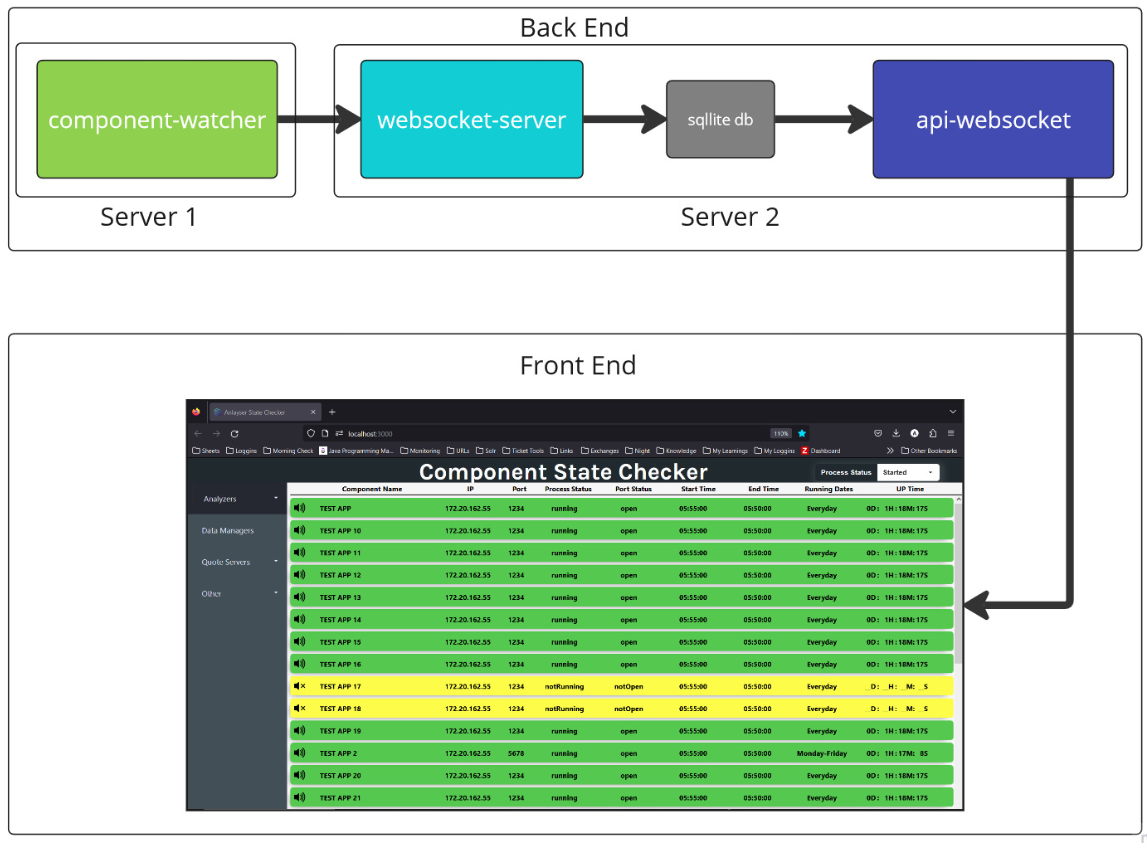 Back End
component-watcher
websocket-server
sqllite db
api-websocket
Server 1
Server 2
Front End
Anlayser State Checker
localhost:3000
110%
Sheets Loggins Morning Check Java Programming Ma... Monitoring URLs Solr Ticket Tools Links Exchanges Night Knowledge My Learnings My Loggins Z Dashboard Other Bookmarks
Component State Checker
Process Status Started
Component Name IP Port Process Status Port Status Start Time End Time Running Dates UP Time
Analyzers
Data Managers
Quote Servers
Other
TEST APP 172.20.162.55 1234 running open 05:55:00 05:50:00 Everyday 0D: 1H:18M:17S
TEST APP 10 172.20.162.55 1234 running open 05:55:00 05:50:00 Everyday 0D: 1H:18M:17S
TEST APP 11 172.20.162.55 1234 running open 05:55:00 05:50:00 Everyday 0D: 1H:18M:17S
TEST APP 12 172.20.162.55 1234 running open 05:55:00 05:50:00 Everyday 0D: 1H:18M:17S
TEST APP 13 172.20.162.55 1234 running open 05:55:00 05:50:00 Everyday 0D: 1H:18M:17S
TEST APP 14 172.20.162.55 1234 running open 05:55:00 05:50:00 Everyday 0D: 1H:18M:17S
TEST APP 15 172.20.162.55 1234 running open 05:55:00 05:50:00 Everyday 0D: 1H:18M:17S
TEST APP 16 172.20.162.55 1234 running open 05:55:00 05:50:00 Everyday 0D: 1H:18M:17S
TEST APP 17 172.20.162.55 1234 notRunning notOpen 05:55:00 05:50:00 Everyday _D: _H: _M: _S
TEST APP 18 172.20.162.55 1234 notRunning notOpen 05:55:00 05:50:00 Everyday _D: _H: _M: _S
TEST APP 19 172.20.162.55 1234 running open 05:55:00 05:50:00 Everyday 0D: 1H:18M:17S
TEST APP 2 172.20.162.55 5678 running open 05:55:00 05:50:00 Monday-Friday 0D: 1H:17M: 8S
TEST APP 20 172.20.162.55 1234 running open 05:55:00 05:50:00 Everyday 0D: 1H:18M:17S
TEST APP 21 172.20.162.55 1234 running open 05:55:00 05:50:00 Everyday 0D: 1H:18M:17S